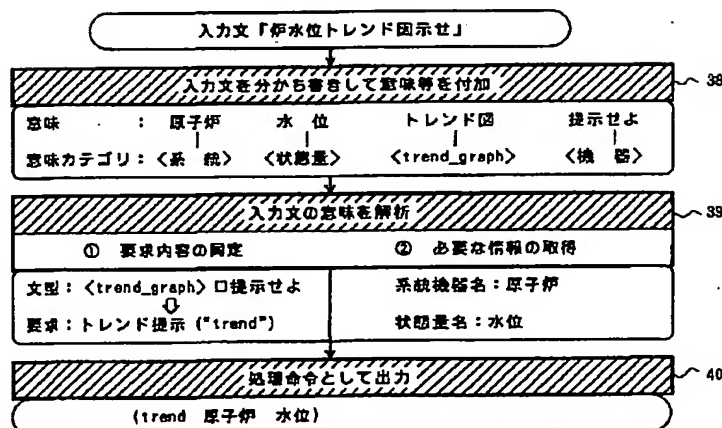 入力文「炉水位トレンド図示せ」
入力文を分かち書きして意味等を付加
38
意味 : 原子炉 水 位 トレンド図 提示せよ
意味カテゴリ:〈系 統〉 〈状態量〉 〈trend_graph〉 〈機 器〉
入力文の意味を解析
39
① 要求内容の同定 ② 必要な情報の取得
文型:〈trend_graph〉口提示せよ 系統機器名:原子炉
要求:トレンド提示("trend") 状態量名:水位
処理命令として出力
40
(trend 原子炉 水位)